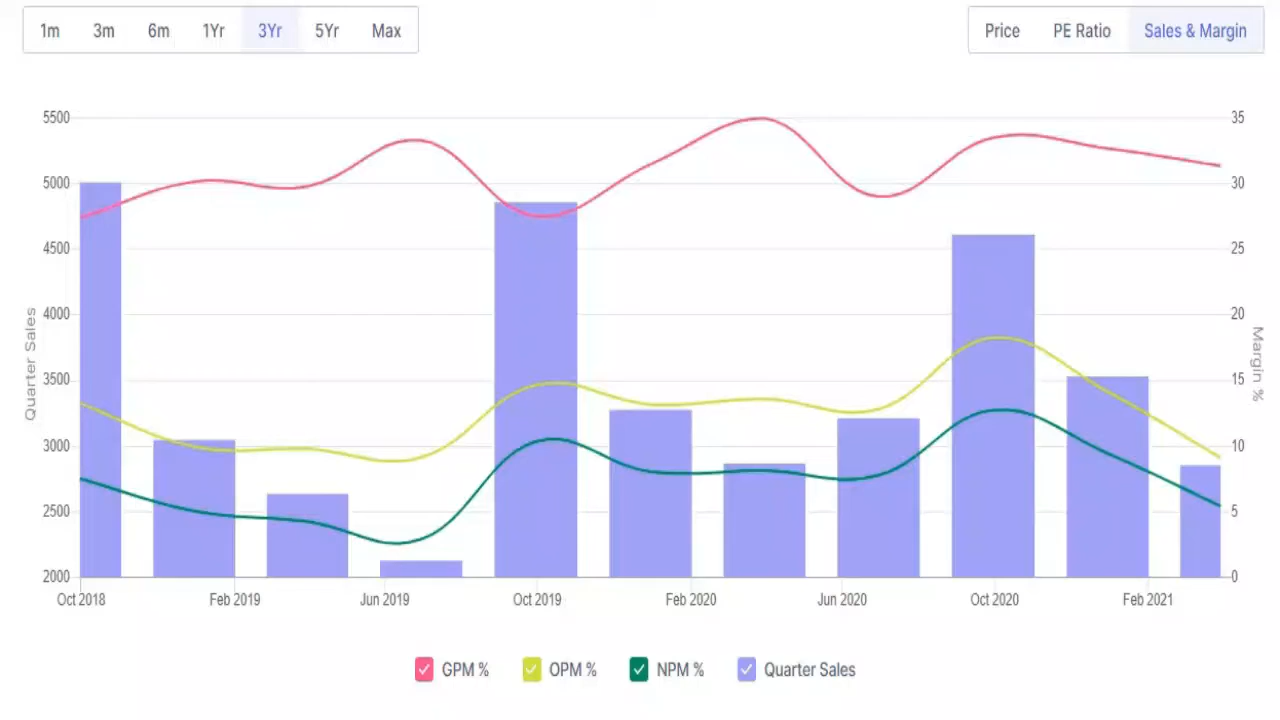 1m 3m 6m 1Yr 3Yr 5Yr Max Price PE Ratio Sales & Margin
5500 35
5000 30
4500 25
4000 20
3500 15
3000 10
2500 5
2000 0
Quarter Sales
Margin %
Oct 2018 Feb 2019 Jun 2019 Oct 2019 Feb 2020 Jun 2020 Oct 2020 Feb 2021
GPM % OPM % NPM % Quarter Sales